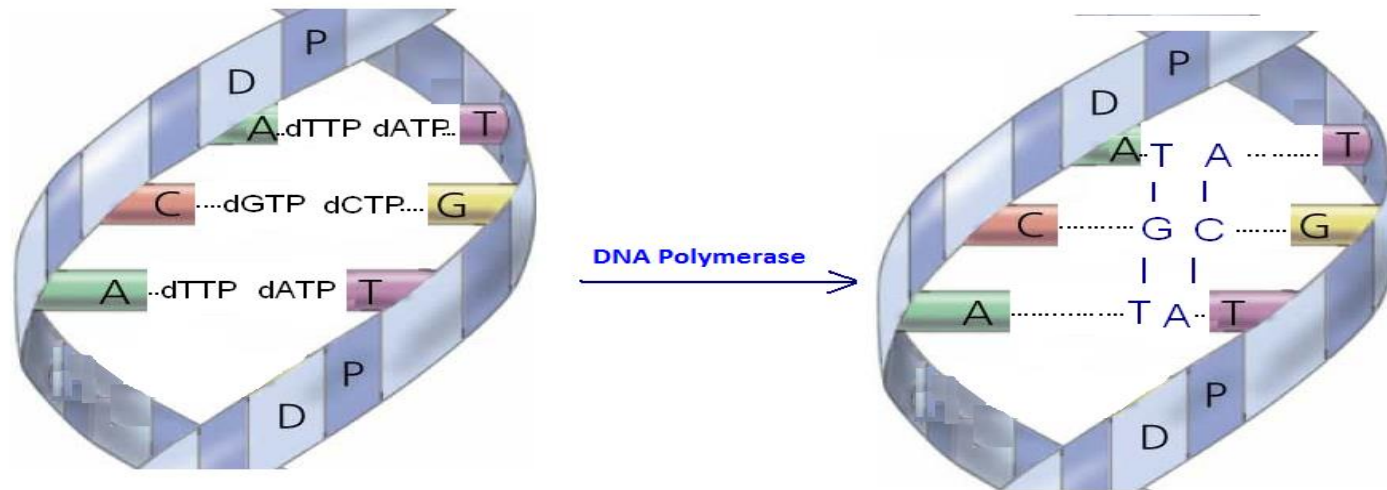 P
D
A..dTTP dATP... T
C ....dGTP dCTP.... G
A ..dTTP dATP T
P
D
DNA Polymerase
P
D
A..T A ......... T
C .......... G C ....... G
A ............ T A.. T
P
D